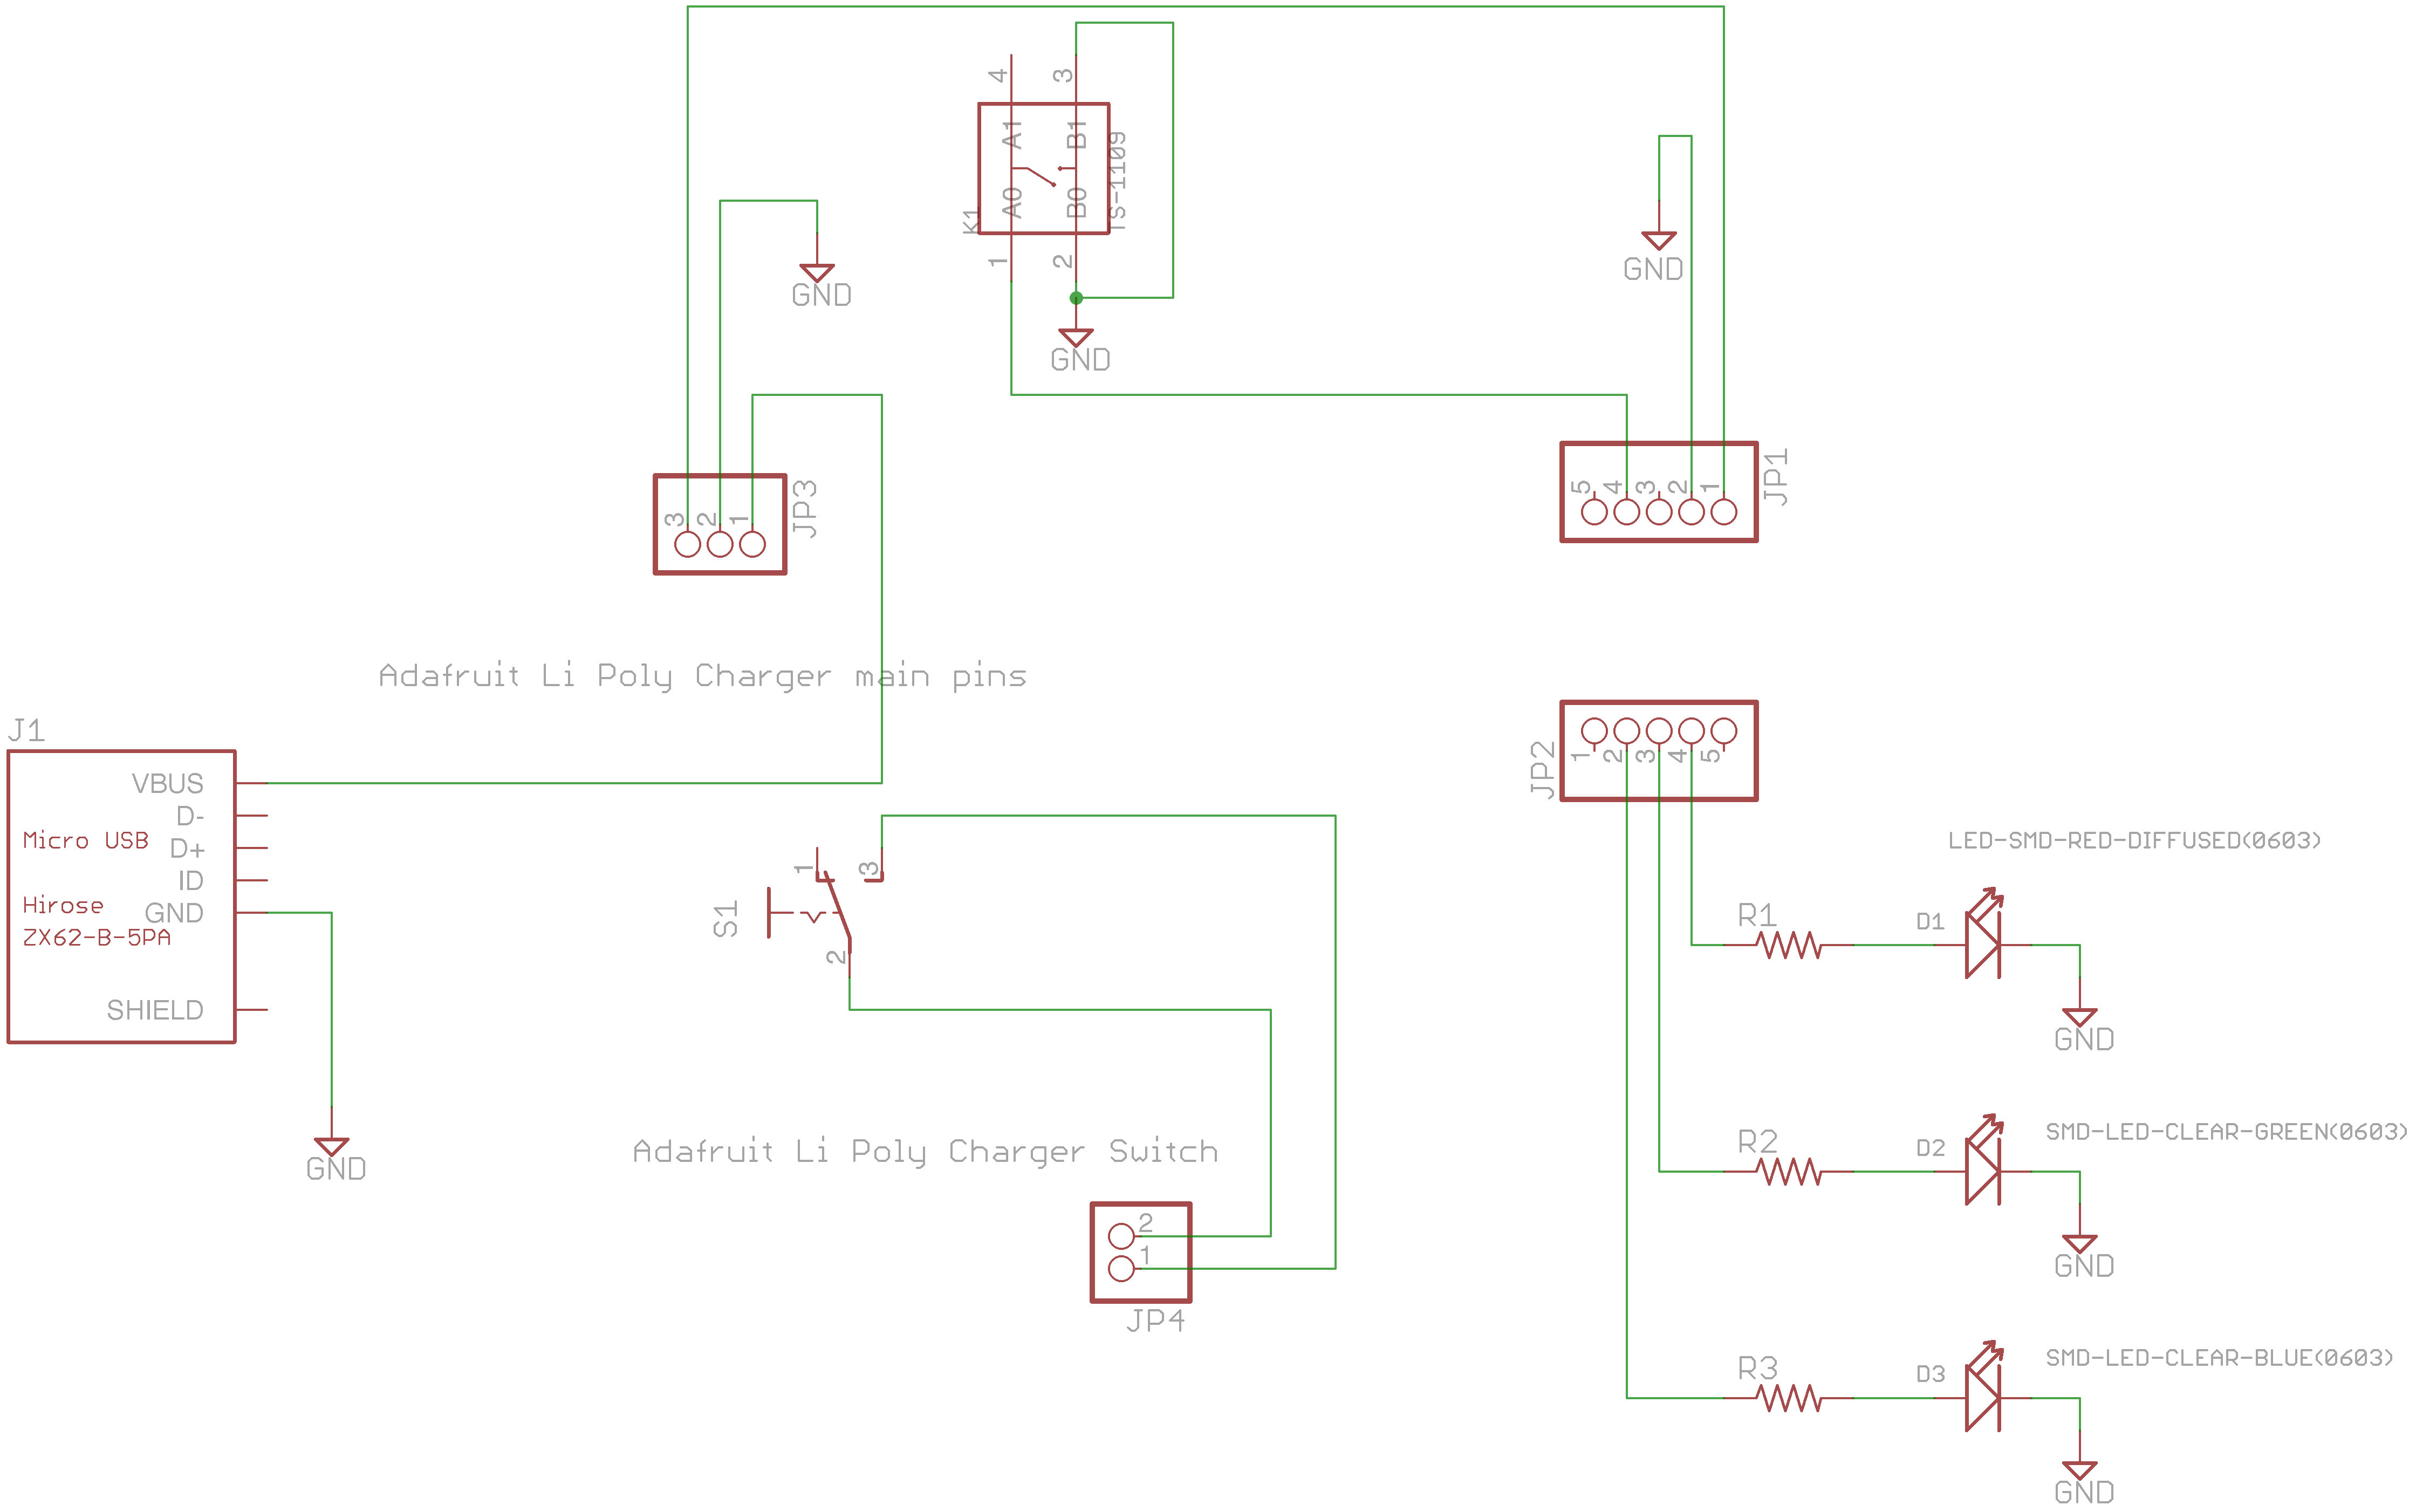 4
3
A1
B1
A0
B0
K1
TS-1109
1
2
GND
GND
GND
3
2
1
JP3
5
4
3
2
1
JP1
Adafruit Li Poly Charger main pins
J1
VBUS
D-
Micro USB
D+
ID
Hirose
GND
ZX62-B-5PA
SHIELD
GND
1
3
S1
2
Adafruit Li Poly Charger Switch
2
1
JP4
JP2
1
2
3
4
5
LED-SMD-RED-DIFFUSED(0603)
R1
D1
GND
SMD-LED-CLEAR-GREEN(0603)
R2
D2
GND
SMD-LED-CLEAR-BLUE(0603)
R3
D3
GND